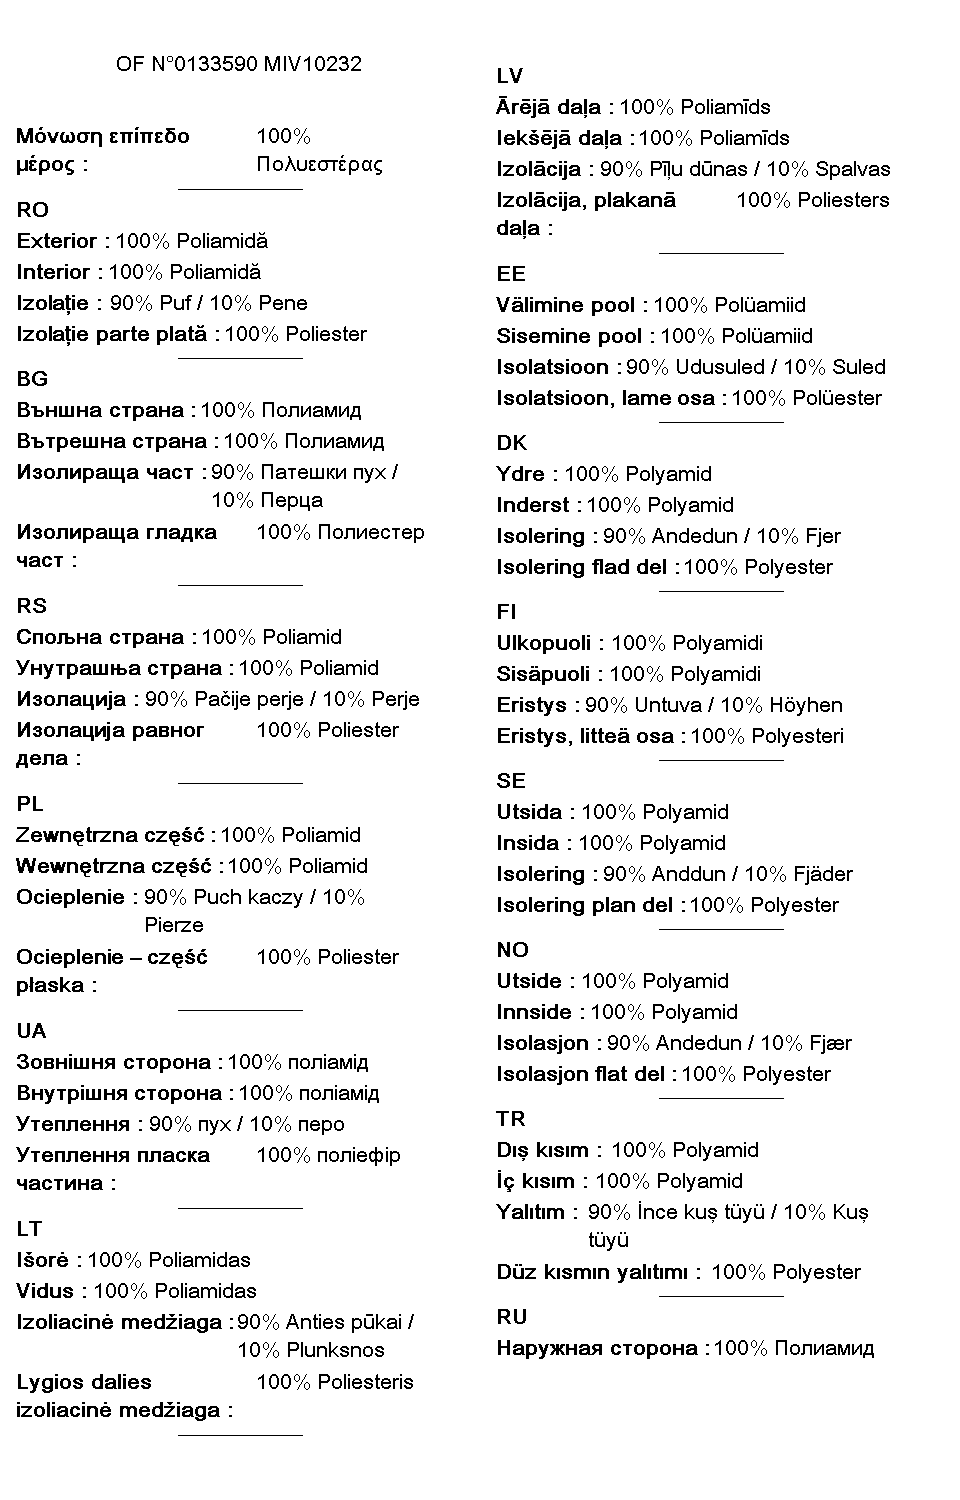 OF N°0133590 MIV10232
Μόνωση επίπεδο 100%
μέρος : Πολυεστέρας
RO
Exterior : 100% Poliamidă
Interior : 100% Poliamidă
Izolație : 90% Puf / 10% Pene
Izolație parte plată : 100% Poliester
BG
Външна страна : 100% Полиамид
Вътрешна страна : 100% Полиамид
Изолираща част : 90% Патешки пух /
10% Перца
Изолираща гладка 100% Полиестер
част :
RS
Спољна страна : 100% Poliamid
Унутрашња страна : 100% Poliamid
Изолација : 90% Pačije perje / 10% Perje
Изолација равног 100% Poliester
дела :
PL
Zewnętrzna część : 100% Poliamid
Wewnętrzna część : 100% Poliamid
Ocieplenie : 90% Puch kaczy / 10%
Pierze
Ocieplenie – część 100% Poliester
płaska :
UA
Зовнішня сторона : 100% поліамід
Внутрішня сторона : 100% поліамід
Утеплення : 90% пух / 10% перо
Утеплення пласка 100% поліефір
частина :
LT
Išorė : 100% Poliamidas
Vidus : 100% Poliamidas
Izoliacinė medžiaga : 90% Anties pūkai /
10% Plunksnos
Lygios dalies 100% Poliesteris
izoliacinė medžiaga :
LV
Ārējā daļa : 100% Poliamīds
Iekšējā daļa : 100% Poliamīds
Izolācija : 90% Pīļu dūnas / 10% Spalvas
Izolācija, plakanā 100% Poliesters
daļa :
EE
Välimine pool : 100% Polüamiid
Sisemine pool : 100% Polüamiid
Isolatsioon : 90% Udusuled / 10% Suled
Isolatsioon, lame osa : 100% Polüester
DK
Ydre : 100% Polyamid
Inderst : 100% Polyamid
Isolering : 90% Andedun / 10% Fjer
Isolering flad del : 100% Polyester
FI
Ulkopuoli : 100% Polyamidi
Sisäpuoli : 100% Polyamidi
Eristys : 90% Untuva / 10% Höyhen
Eristys, litteä osa : 100% Polyesteri
SE
Utsida : 100% Polyamid
Insida : 100% Polyamid
Isolering : 90% Anddun / 10% Fjäder
Isolering plan del : 100% Polyester
NO
Utside : 100% Polyamid
Innside : 100% Polyamid
Isolasjon : 90% Andedun / 10% Fjær
Isolasjon flat del : 100% Polyester
TR
Dış kısım : 100% Polyamid
İç kısım : 100% Polyamid
Yalıtım : 90% İnce kuş tüyü / 10% Kuş
tüyü
Düz kısmın yalıtımı : 100% Polyester
RU
Наружная сторона : 100% Полиамид